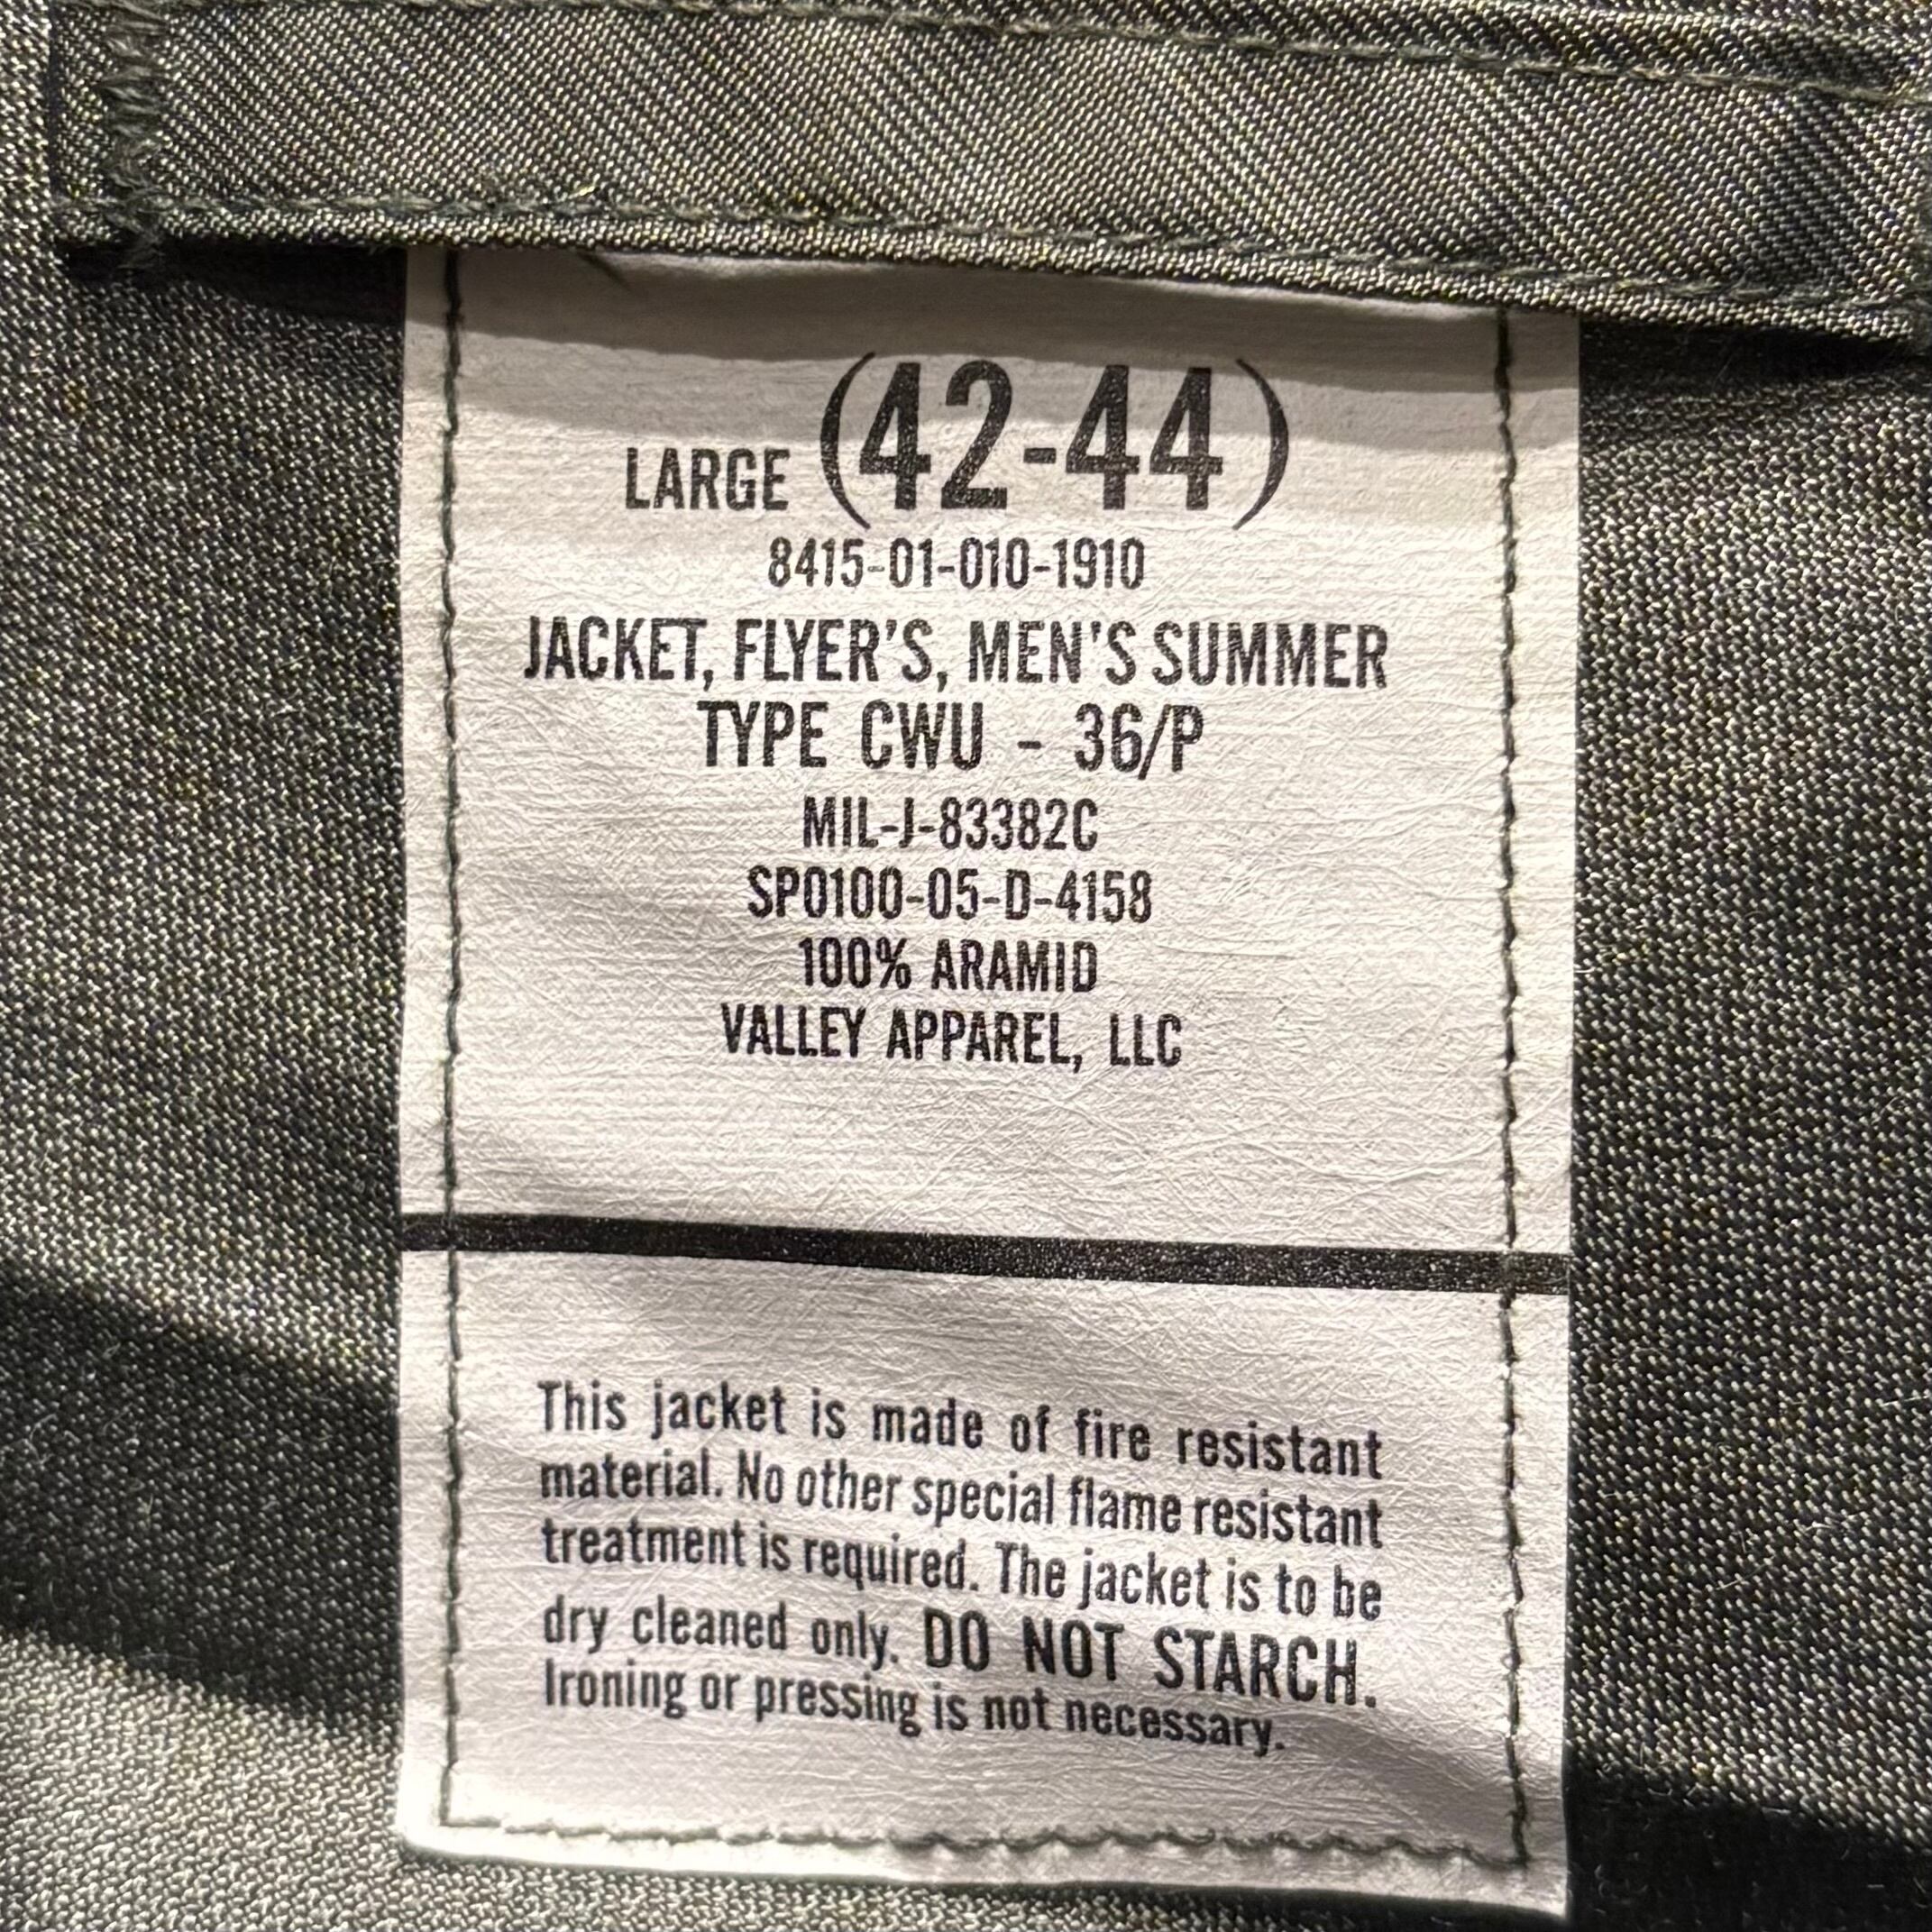 LARGE (42-44)
8415-01-010-1910
JACKET, FLYER'S, MEN'S SUMMER
TYPE CWU - 36/P
MIL-J-83382C
SP0100-05-D-4158
100% ARAMID
VALLEY APPAREL, LLC
This jacket is made of fire resistant
material. No other special flame resistant
treatment is required. The jacket is to be
dry cleaned only. DO NOT STARCH.
Ironing or pressing is not necessary.